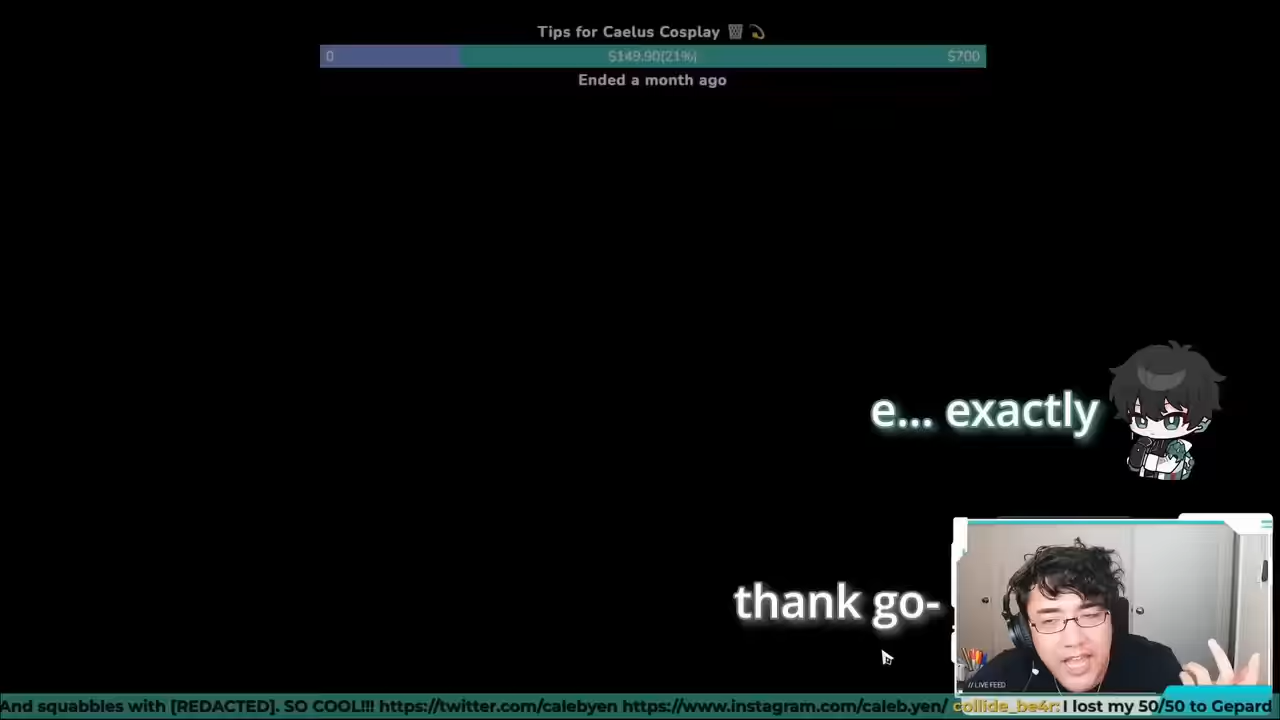 Tips for Caelus Cosplay
0 $149.90(21%) $700
Ended a month ago
e... exactly
thank go-
// LIVE FEED
And squabbles with [REDACTED]. SO COOL!!! https://twitter.com/calebyen https://www.instagram.com/caleb.yen/ collide_be4r: I lost my 50/50 to Gepard